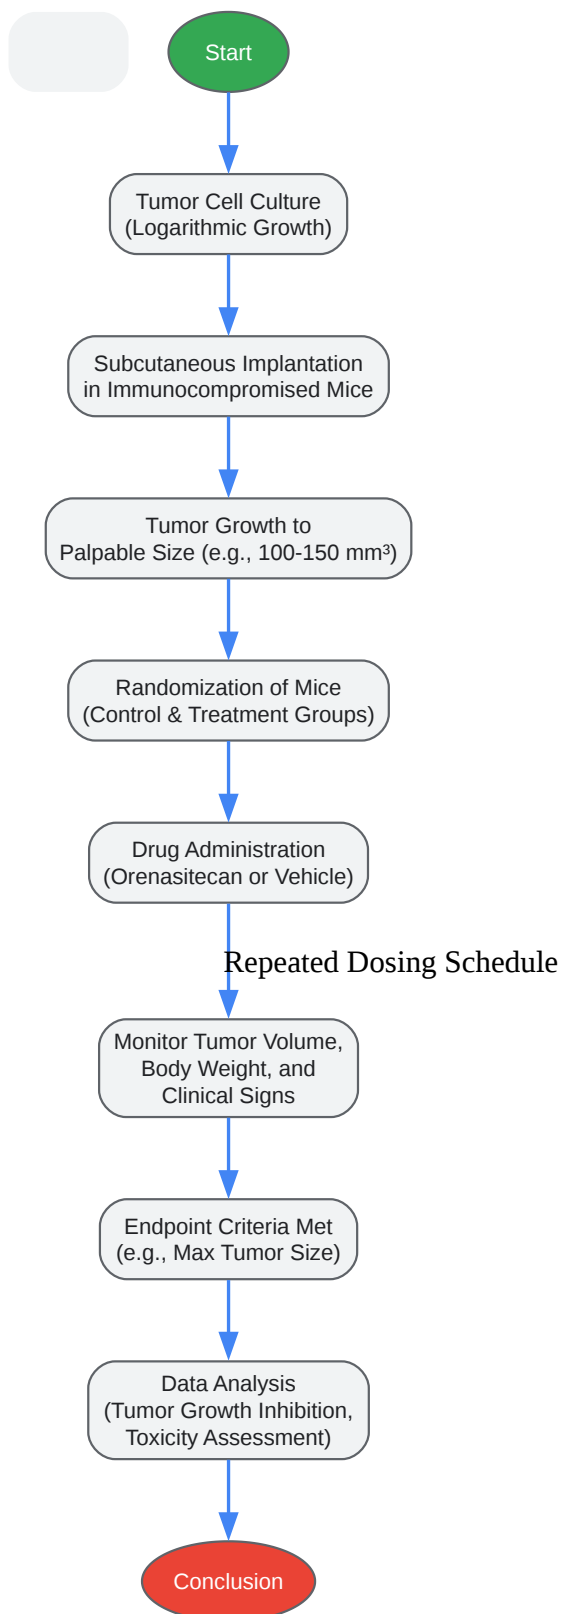 Start
Tumor Cell Culture
(Logarithmic Growth)
Subcutaneous Implantation
in Immunocompromised Mice
Tumor Growth to
Palpable Size (e.g., 100-150 mm³)
Randomization of Mice
(Control & Treatment Groups)
Drug Administration
(Orenasitecan or Vehicle)
Repeated Dosing Schedule
Monitor Tumor Volume,
Body Weight, and
Clinical Signs
Endpoint Criteria Met
(e.g., Max Tumor Size)
Data Analysis
(Tumor Growth Inhibition,
Toxicity Assessment)
Conclusion